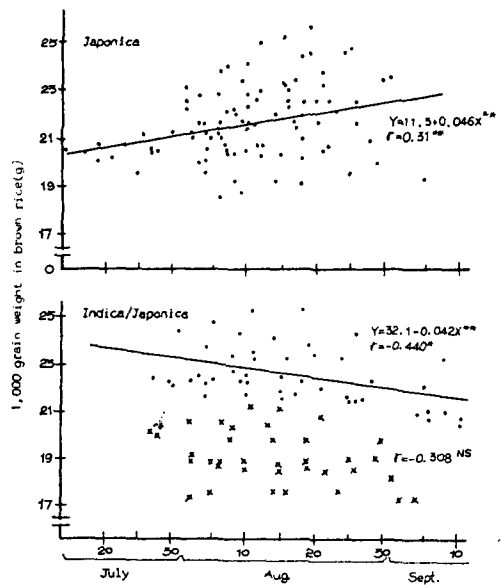 Japonica
25
25
21
19
17
0
Y=11.5+0.046x**
r=0.31**
1,000 grain weight in brown rice(g)
Indica/Japonica
25
23
21
19
17
Y=32.1-0.042X**
r=-0.440*
r=-0.308 NS
20 30 10 20 30 10
July Aug Sept.